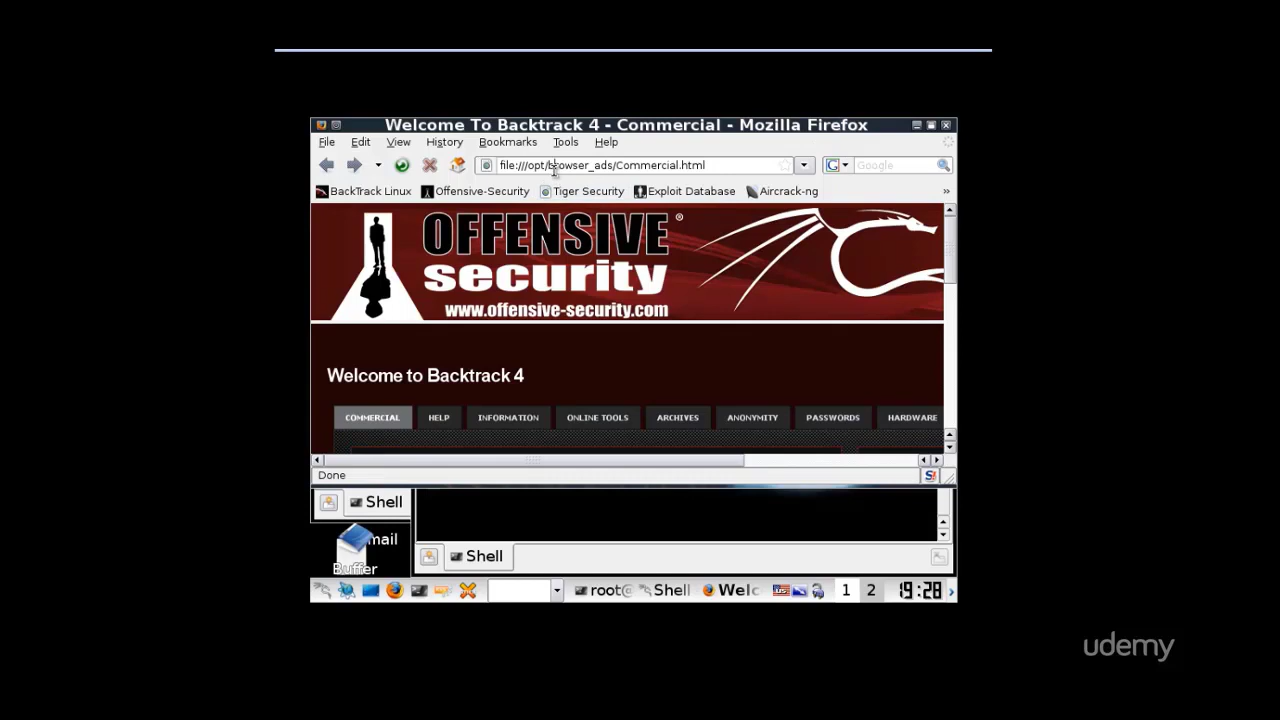 Welcome To Backtrack 4 - Commercial - Mozilla Firefox
File Edit View History Bookmarks Tools Help
file:///opt/browser_ads/Commercial.html
Google
BackTrack Linux Offensive-Security Tiger Security Exploit Database Aircrack-ng »
OFFENSIVE®
security
www.offensive-security.com
Welcome to Backtrack 4
COMMERCIAL HELP INFORMATION ONLINE TOOLS ARCHIVES ANONYMITY PASSWORDS HARDWARE
Done
Shell
mail
Buffer
Shell
root@ Shell Welc 1 2 19:28
udemy